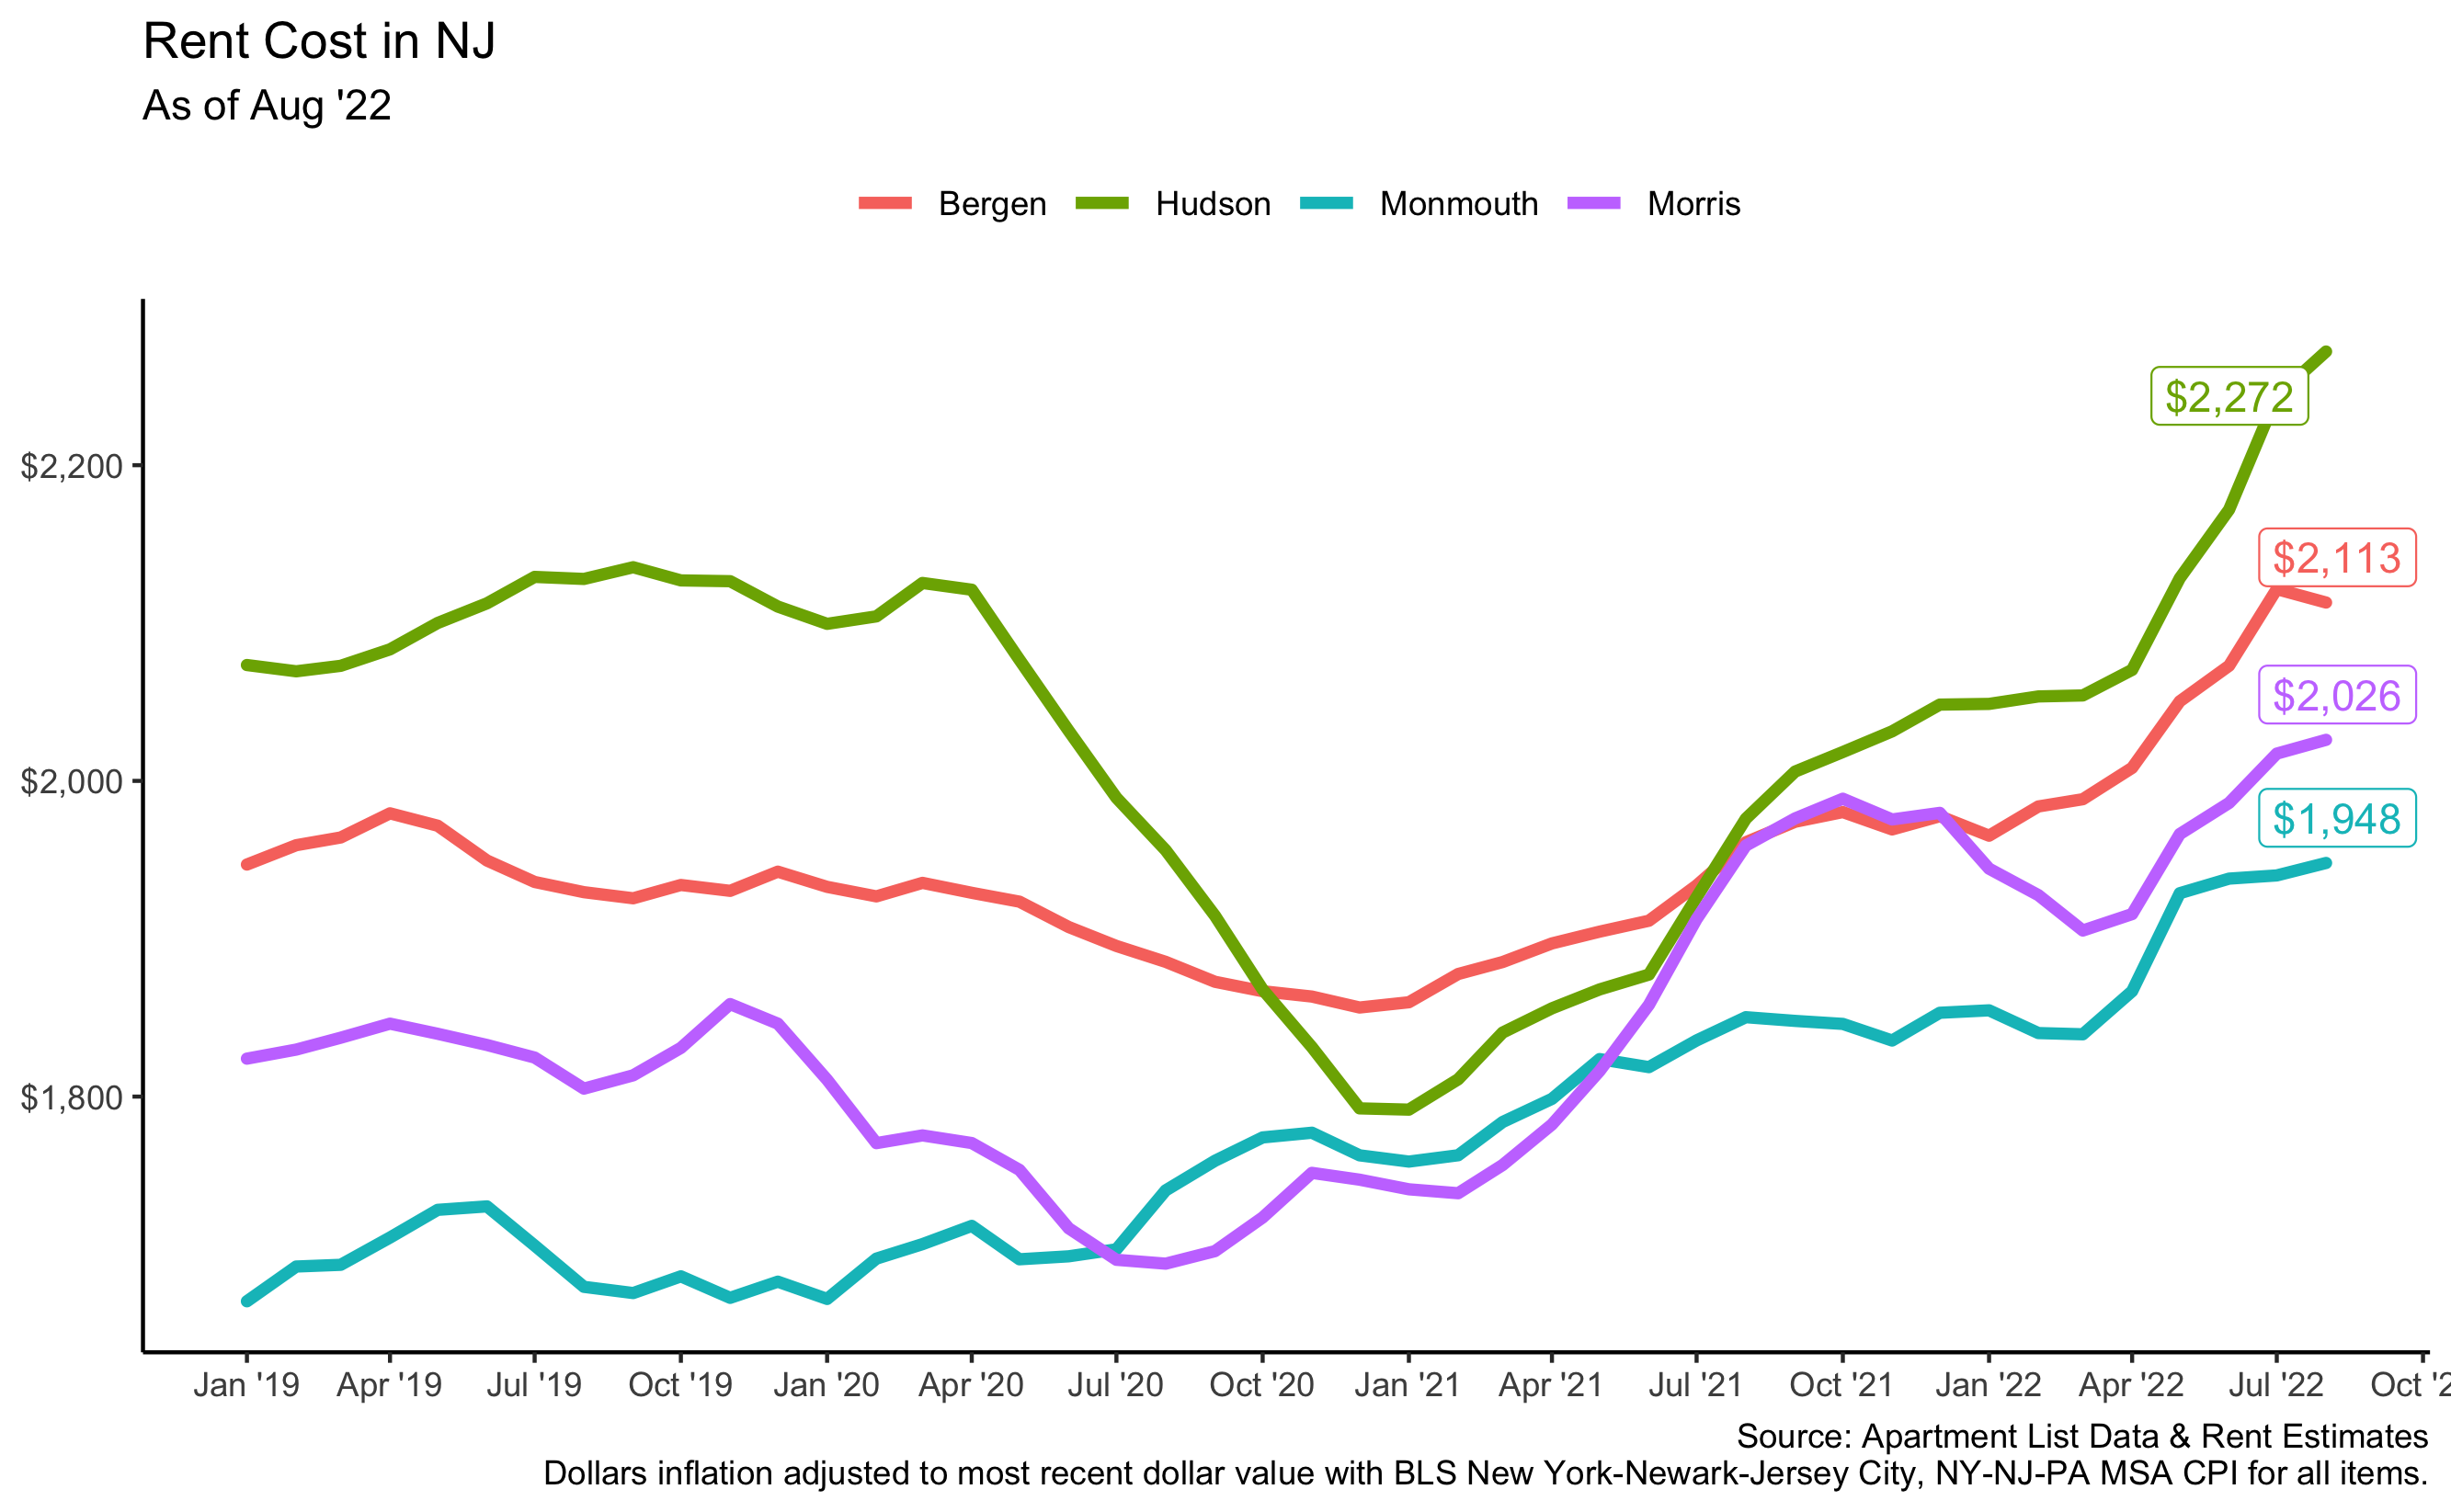 Rent Cost in NJ
As of Aug '22
Bergen Hudson Monmouth Morris
$2,272
$2,200
$2,113
$2,026
$2,000
$1,948
$1,800
Jan '19 Apr '19 Jul '19 Oct '19 Jan '20 Apr '20 Jul '20 Oct '20 Jan '21 Apr '21 Jul '21 Oct '21 Jan '22 Apr '22 Jul '22 Oct '2
Source: Apartment List Data & Rent Estimates
Dollars inflation adjusted to most recent dollar value with BLS New York-Newark-Jersey City, NY-NJ-PA MSA CPI for all items.